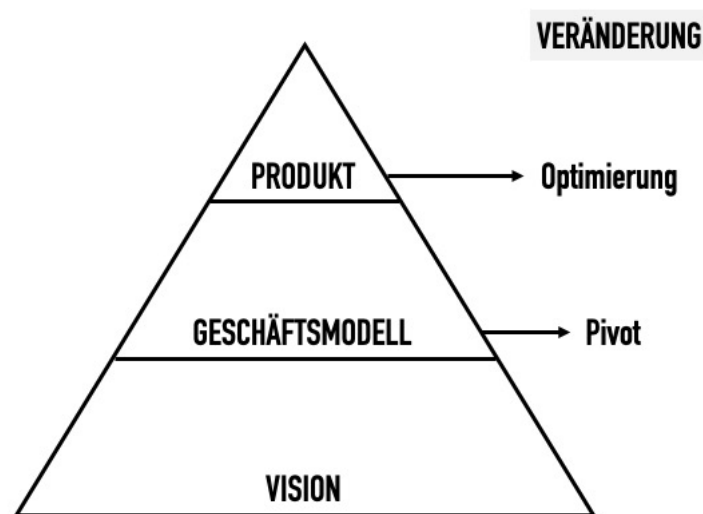 VERÄNDERUNG
PRODUKT
Optimierung
GESCHÄFTSMODELL
Pivot
VISION